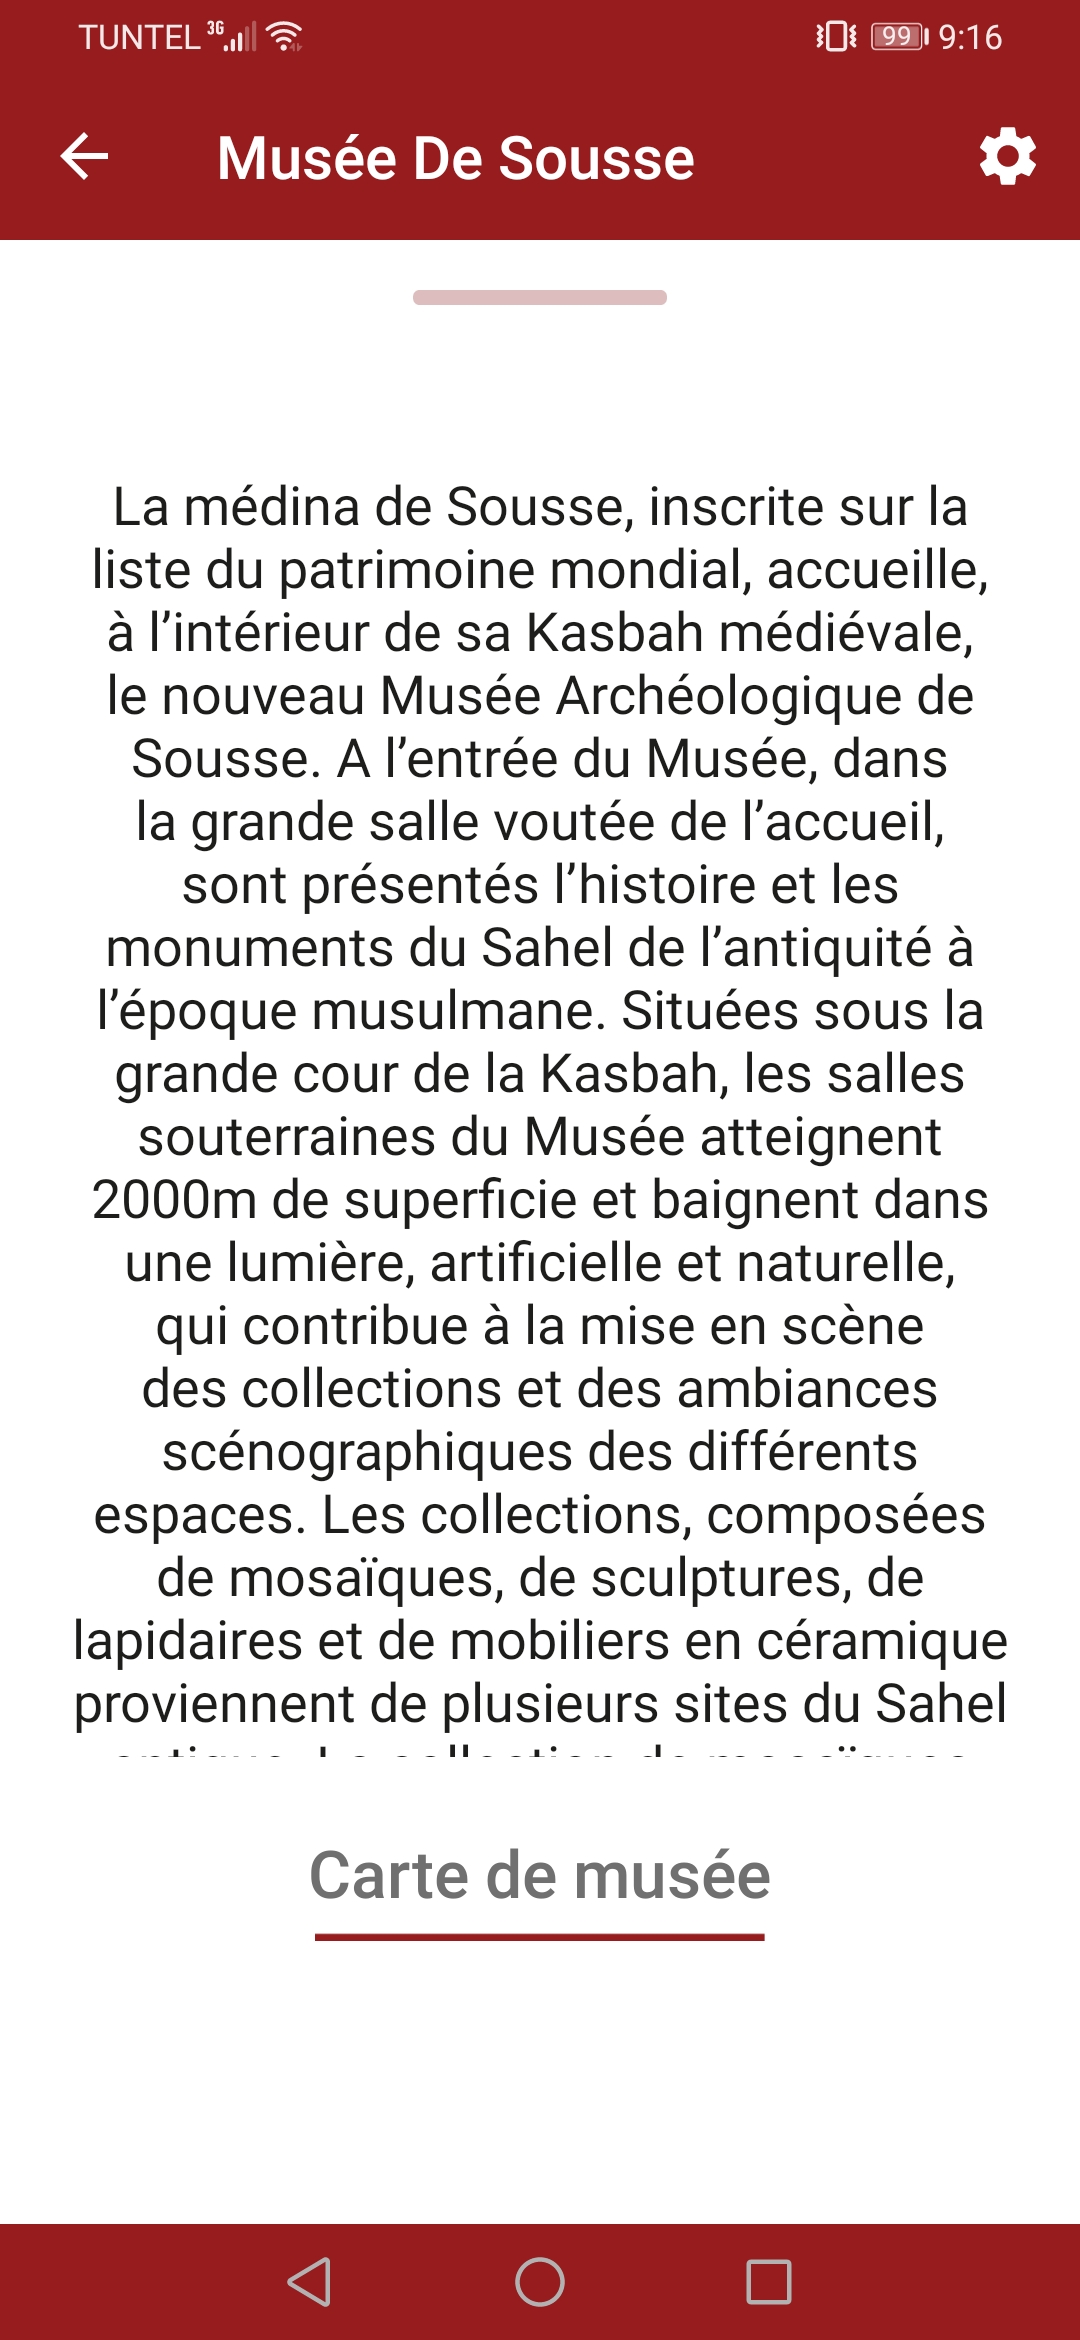 TUNTEL 3G 99 9:16
Musée De Sousse
La médina de Sousse, inscrite sur la
liste du patrimoine mondial, accueille,
à l’intérieur de sa Kasbah médiévale,
le nouveau Musée Archéologique de
Sousse. A l’entrée du Musée, dans
la grande salle voutée de l’accueil,
sont présentés l’histoire et les
monuments du Sahel de l’antiquité à
l’époque musulmane. Situées sous la
grande cour de la Kasbah, les salles
souterraines du Musée atteignent
2000m de superficie et baignent dans
une lumière, artificielle et naturelle,
qui contribue à la mise en scène
des collections et des ambiances
scénographiques des différents
espaces. Les collections, composées
de mosaïques, de sculptures, de
lapidaires et de mobiliers en céramique
proviennent de plusieurs sites du Sahel
Carte de musée